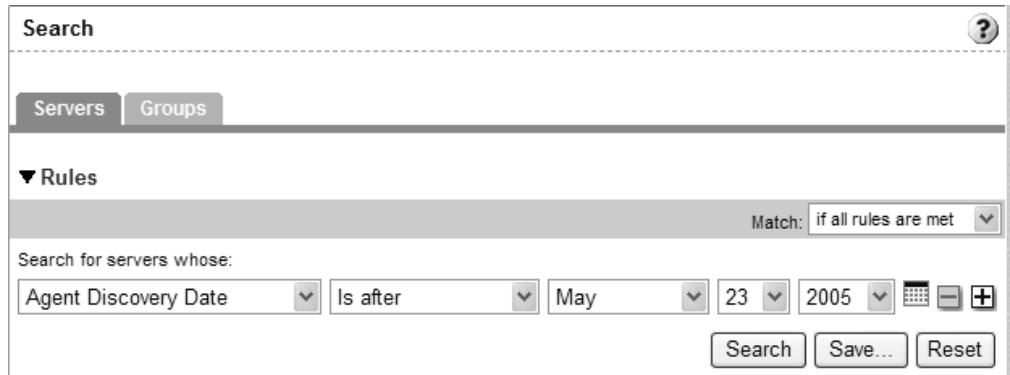 Search ?
Servers Groups
▼ Rules
Match: if all rules are met
Search for servers whose:
Agent Discovery Date Is after May 23 2005
Search Save... Reset